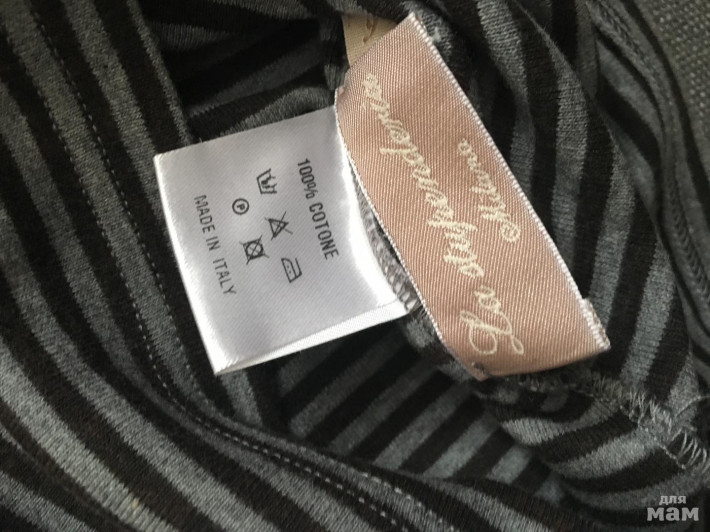 La stupenderia
Milano
100% COTONE
MADE IN ITALY
для
мам